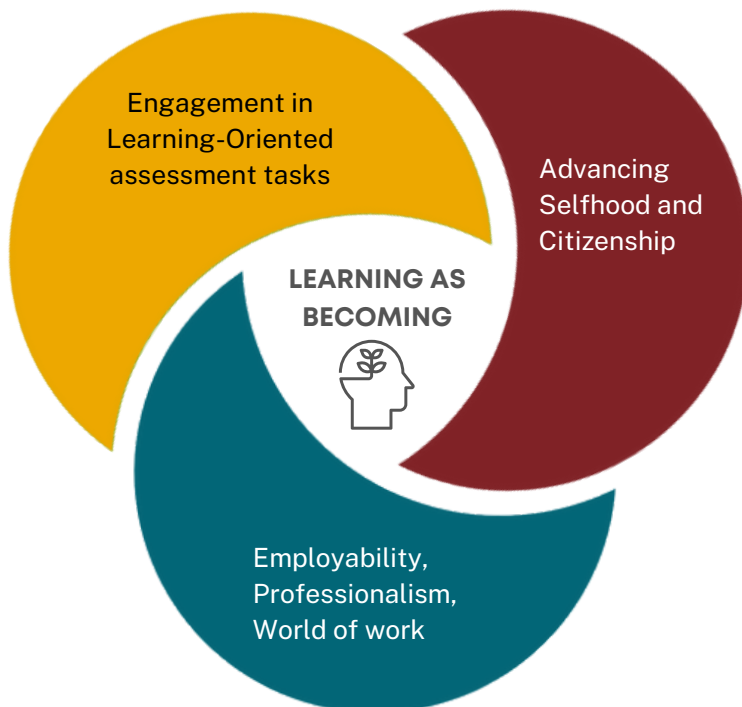 Engagement in
Learning-Oriented
assessment tasks
Advancing
Selfhood and
Citizenship
LEARNING AS
BECOMING
Employability,
Professionalism,
World of work